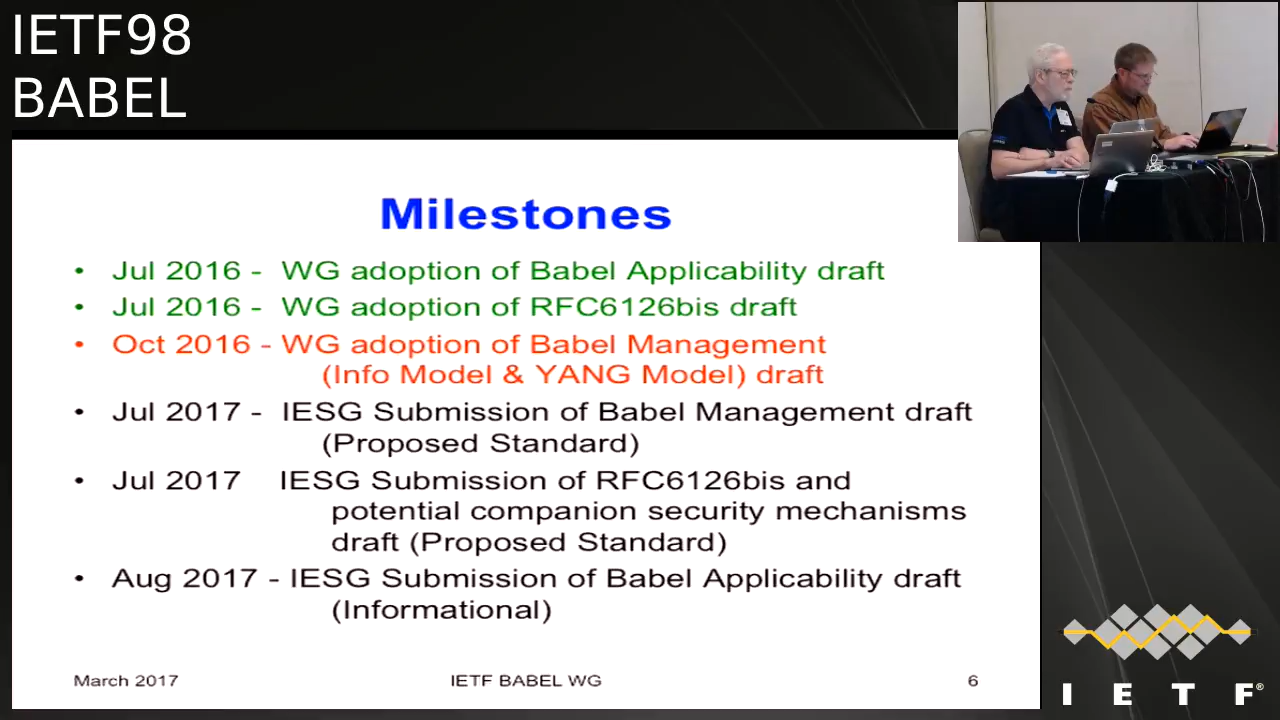 IETF98
BABEL
Milestones
• Jul 2016 - WG adoption of Babel Applicability draft
• Jul 2016 - WG adoption of RFC6126bis draft
• Oct 2016 - WG adoption of Babel Management
(Info Model & YANG Model) draft
• Jul 2017 - IESG Submission of Babel Management draft
(Proposed Standard)
• Jul 2017 IESG Submission of RFC6126bis and
potential companion security mechanisms
draft (Proposed Standard)
• Aug 2017 - IESG Submission of Babel Applicability draft
(Informational)
March 2017 IETF BABEL WG 6
I E T F®